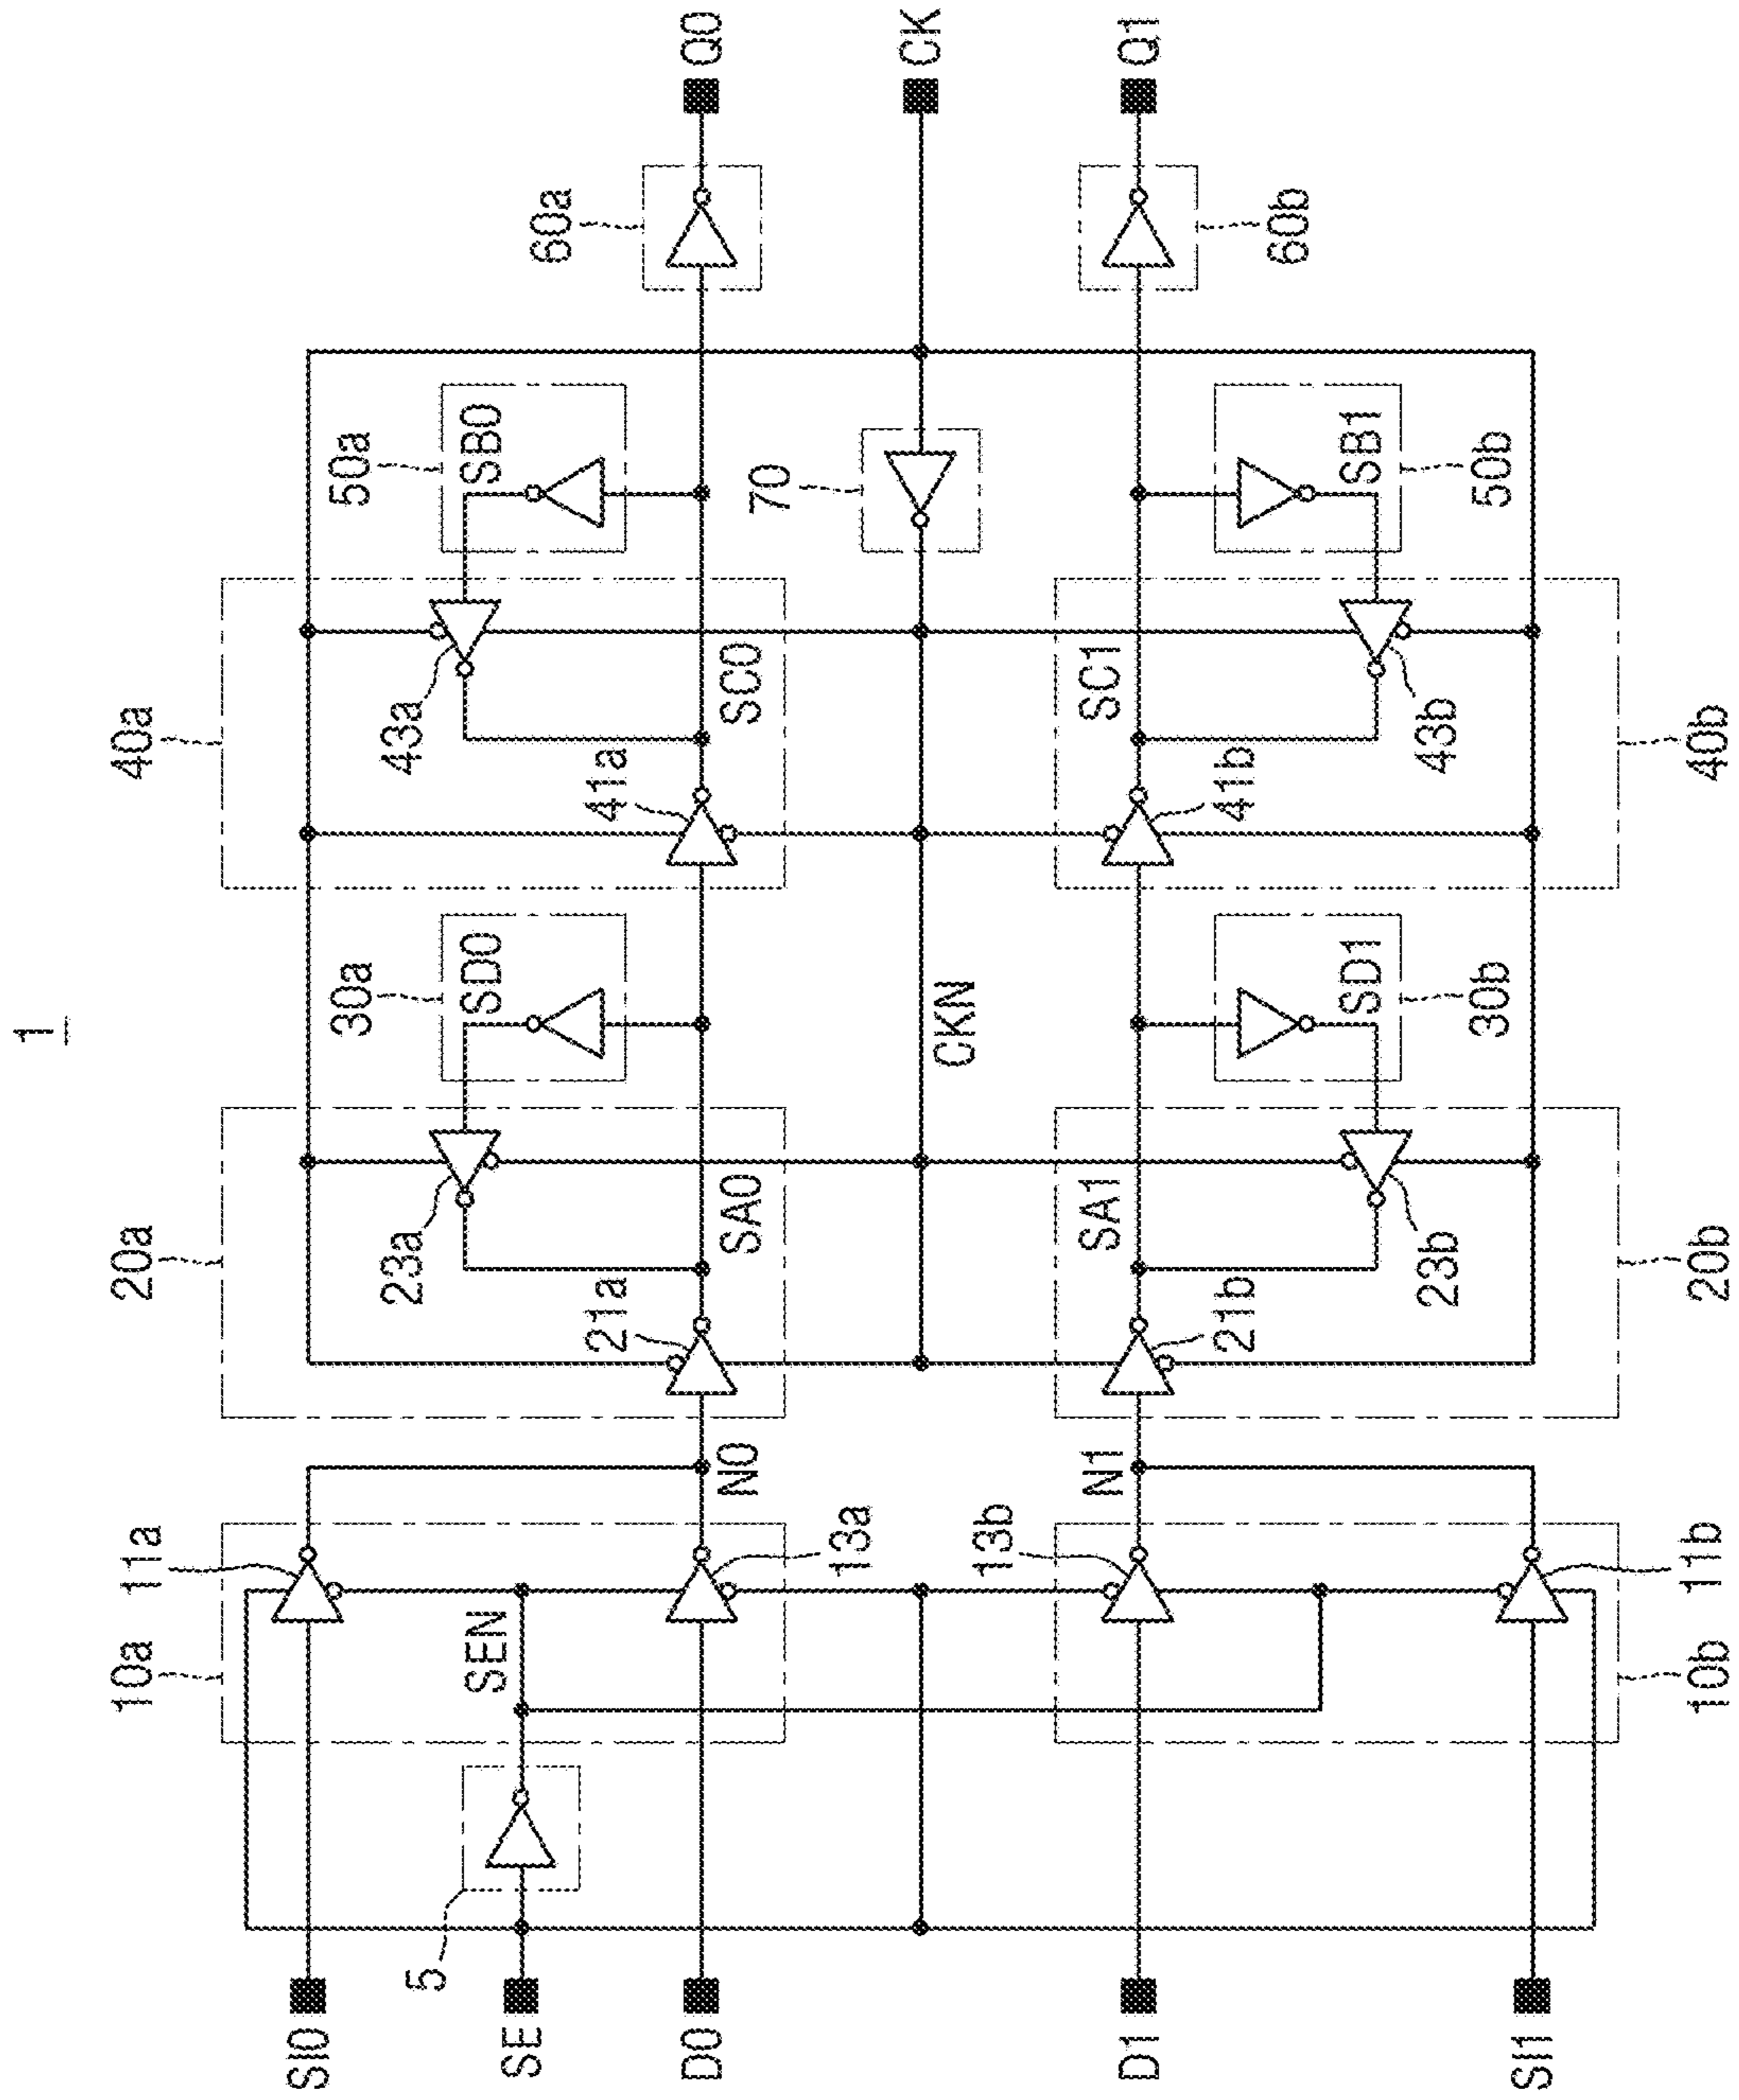 1
10a
20a
40a
11a
SEN
23a
30a
SD0
43a
50a
SB0
5
21a
41a
60a
SI0
SE
D0
13a
N0
SA0
SC0
Q0
CKN
70
CK
D1
13b
N1
SA1
SC1
Q1
21b
41b
60b
SI1
11b
23b
SD1
30b
43b
SB1
50b
10b
20b
40b